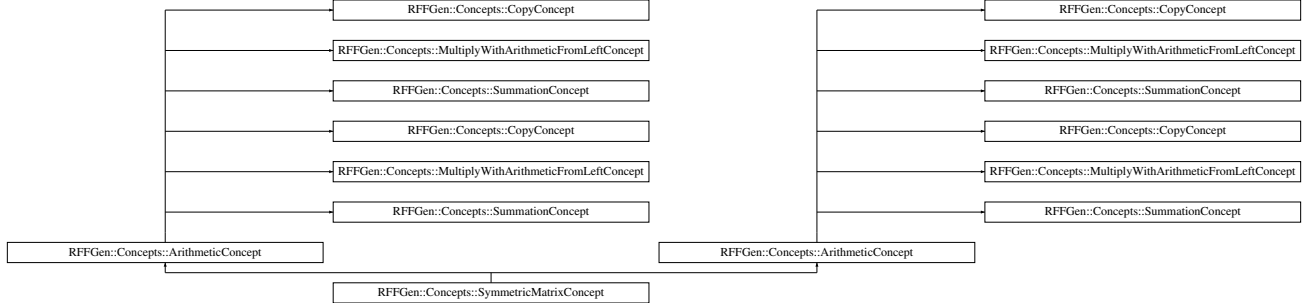 RFFGen::Concepts::CopyConcept
RFFGen::Concepts::CopyConcept
RFFGen::Concepts::MultiplyWithArithmeticFromLeftConcept
RFFGen::Concepts::MultiplyWithArithmeticFromLeftConcept
RFFGen::Concepts::SummationConcept
RFFGen::Concepts::SummationConcept
RFFGen::Concepts::CopyConcept
RFFGen::Concepts::CopyConcept
RFFGen::Concepts::MultiplyWithArithmeticFromLeftConcept
RFFGen::Concepts::MultiplyWithArithmeticFromLeftConcept
RFFGen::Concepts::SummationConcept
RFFGen::Concepts::SummationConcept
RFFGen::Concepts::ArithmeticConcept
RFFGen::Concepts::ArithmeticConcept
RFFGen::Concepts::SymmetricMatrixConcept